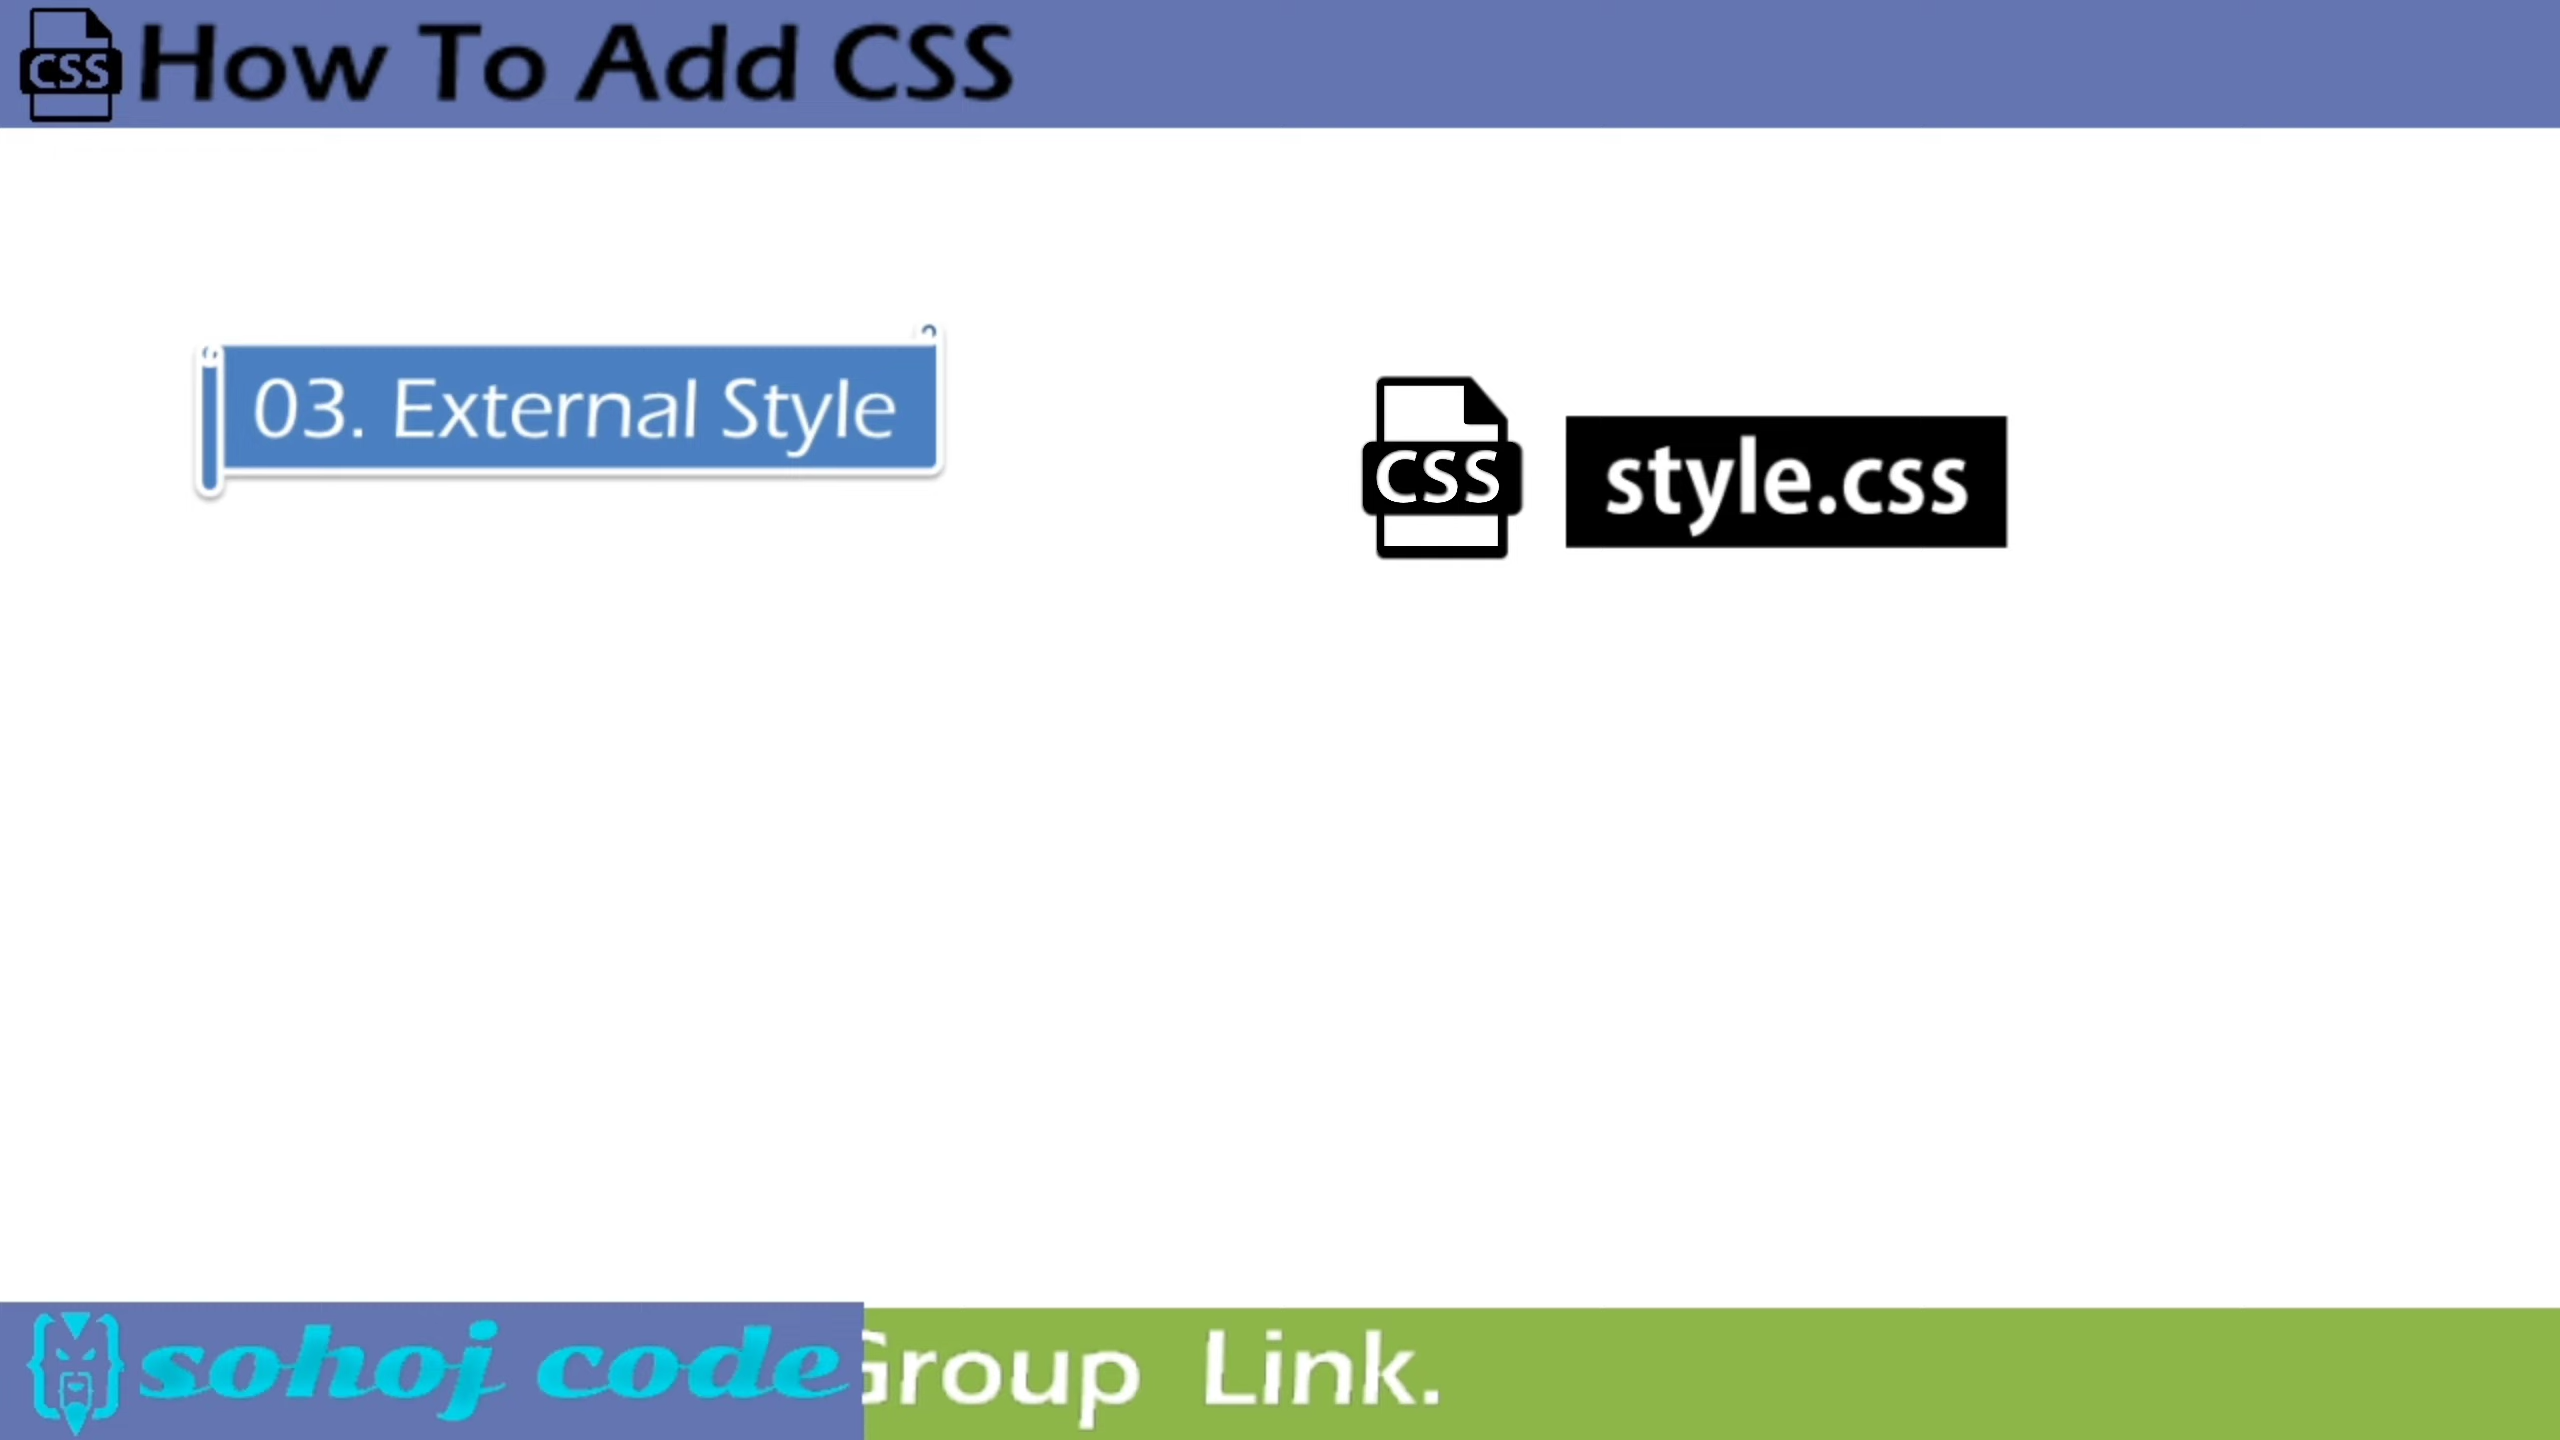 CSS How To Add CSS
03. External Style
CSS style.css
sohoj code Group Link.